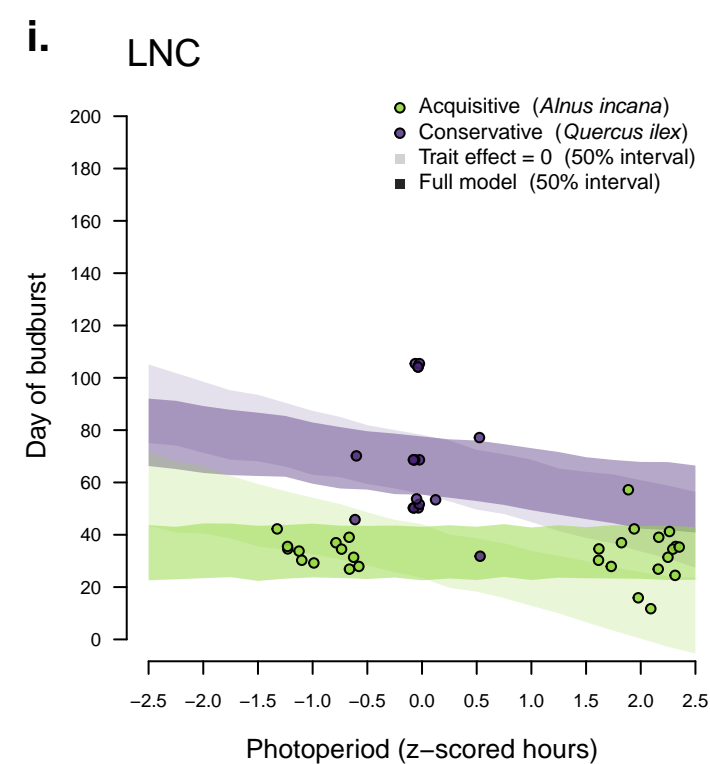 i.
LNC
Acquisitive (Alnus incana)
Conservative (Quercus ilex)
Trait effect = 0 (50% interval)
Full model (50% interval)
200
180
160
140
120
100
80
60
40
20
0
Day of budburst
−2.5 −2.0 −1.5 −1.0 −0.5 0.0 0.5 1.0 1.5 2.0 2.5
Photoperiod (z−scored hours)